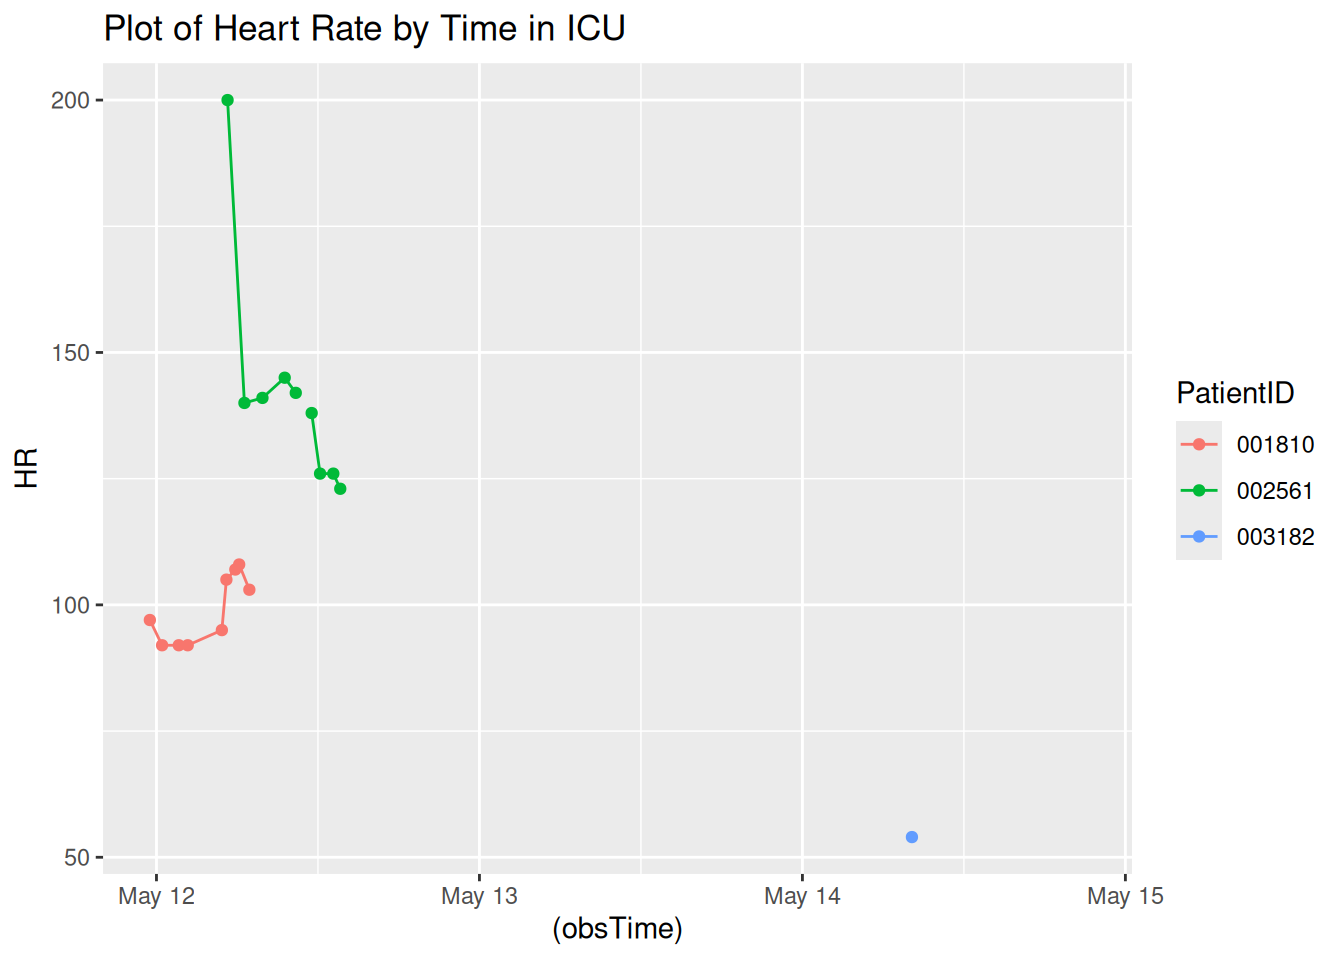 Plot of Heart Rate by Time in ICU
200
150
100
50
HR
May 12
May 13
May 14
May 15
(obsTime)
PatientID
001810
002561
003182